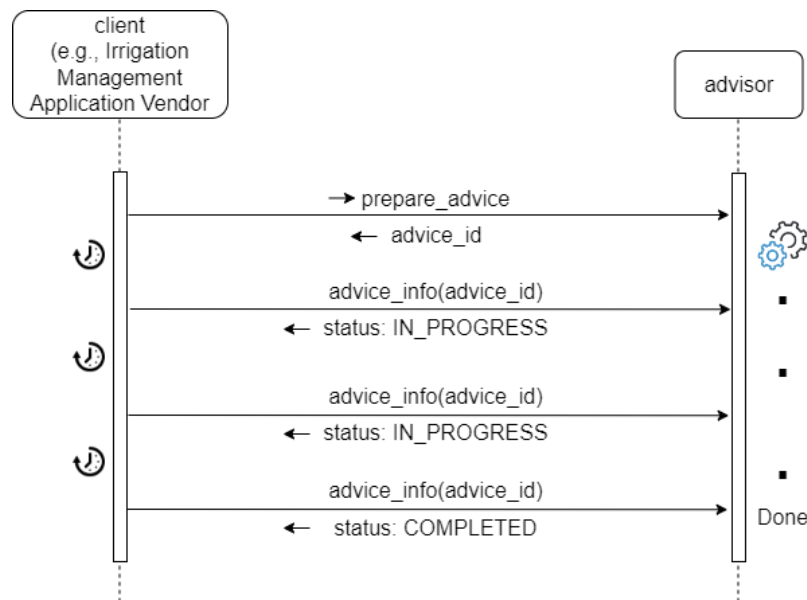 client
(e.g., Irrigation
Management
Application Vendor
advisor
→ prepare_advice
← advice_id
advice_info(advice_id)
← status: IN_PROGRESS
advice_info(advice_id)
← status: IN_PROGRESS
advice_info(advice_id)
Done
← status: COMPLETED